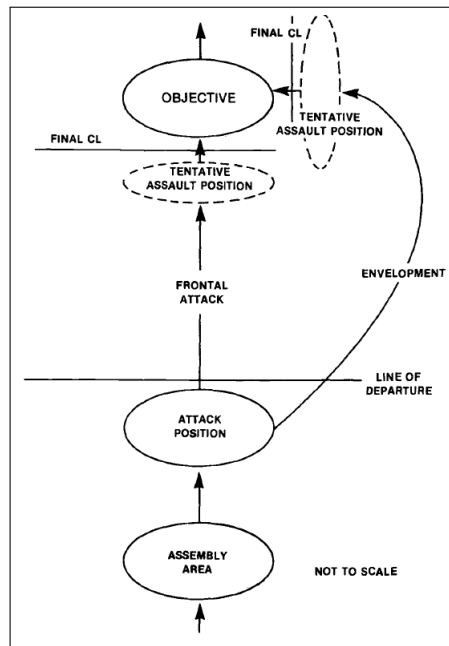 FINAL CL
OBJECTIVE
TENTATIVE
ASSAULT POSITION
FINAL CL
TENTATIVE
ASSAULT POSITION
ENVELOPMENT
FRONTAL
ATTACK
LINE OF
DEPARTURE
ATTACK
POSITION
ASSEMBLY
AREA
NOT TO SCALE